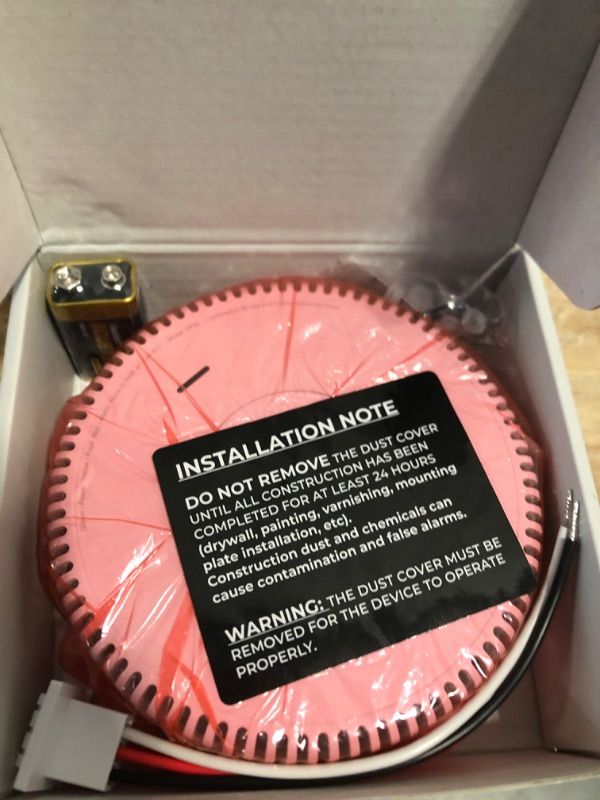 INSTALLATION NOTE
DO NOT REMOVE THE DUST COVER
UNTIL ALL CONSTRUCTION HAS BEEN
COMPLETED FOR AT LEAST 24 HOURS
(drywall, painting, varnishing, mounting
plate installation, etc).
Construction dust and chemicals can
cause contamination and false alarms.
WARNING: THE DUST COVER MUST BE
REMOVED FOR THE DEVICE TO OPERATE
PROPERLY.